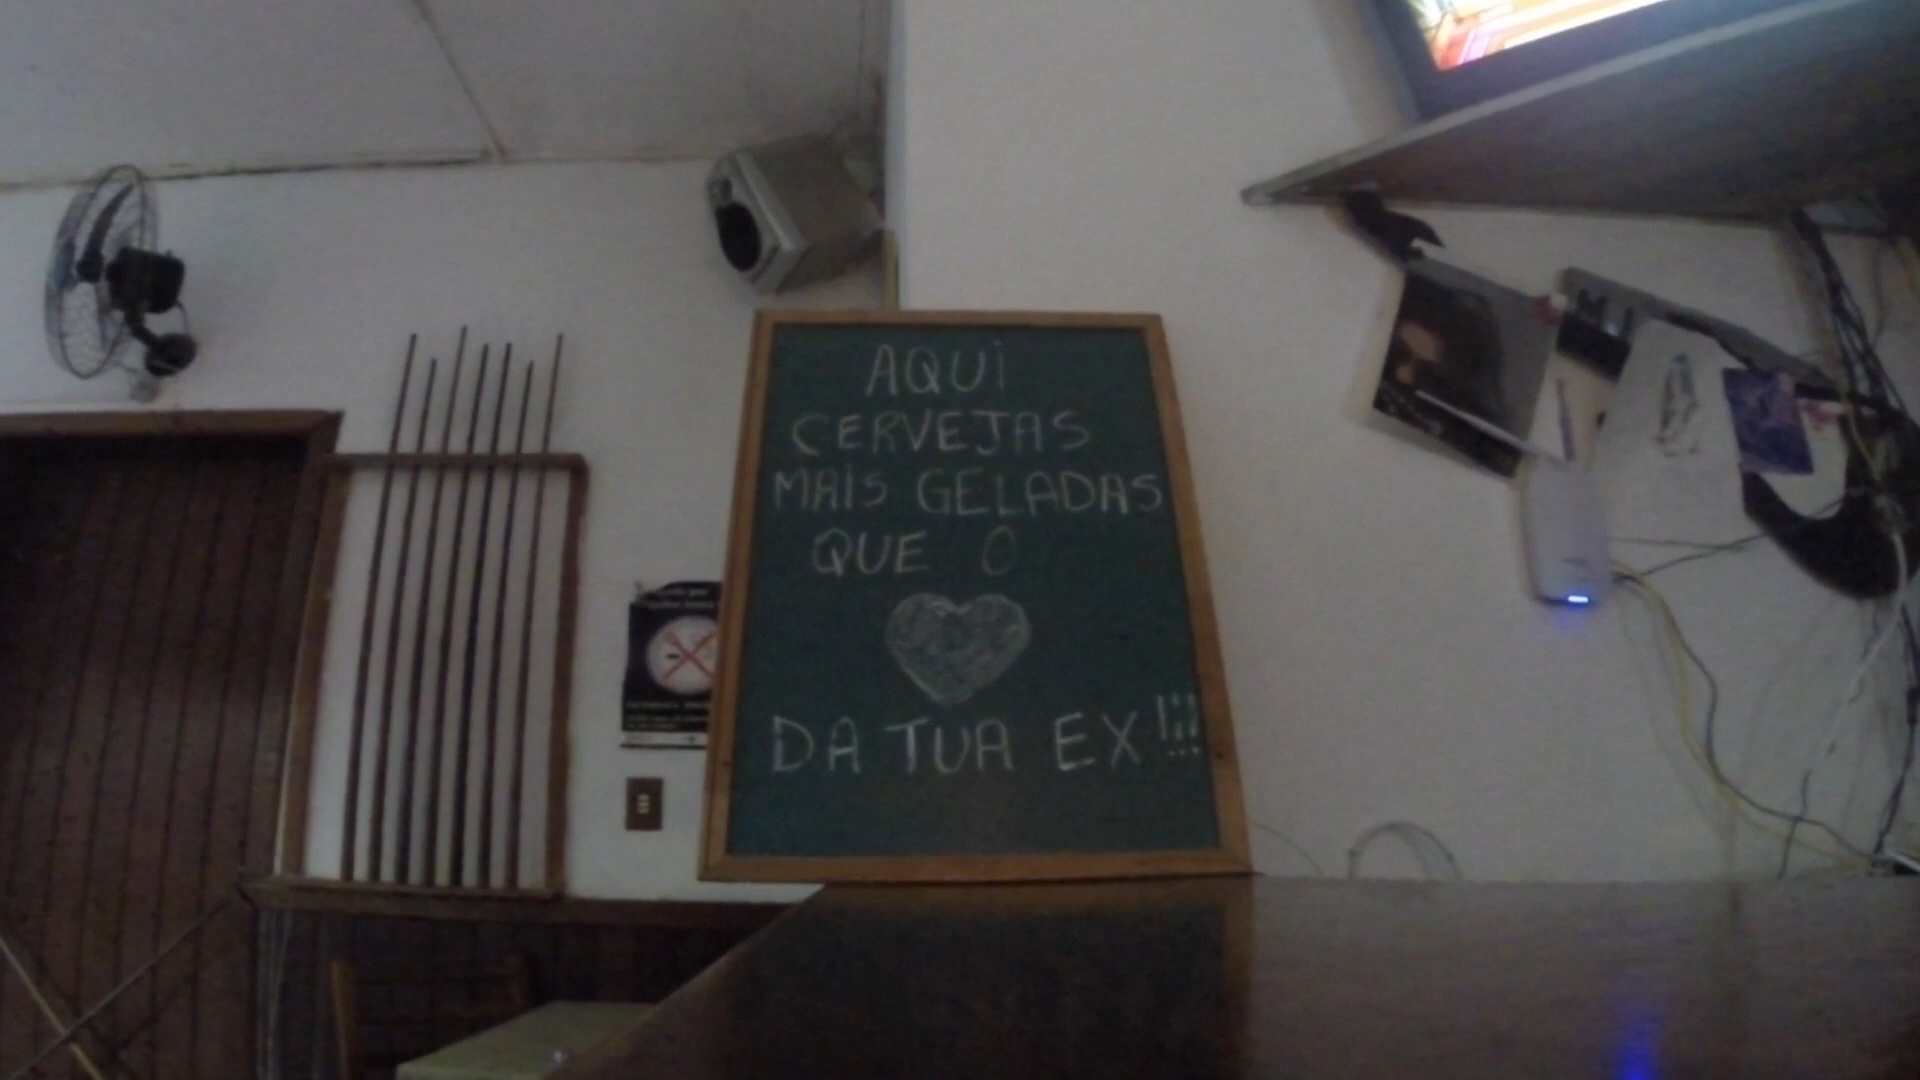 AQUi
CERVEJAS
MAiS GELADAS
QUE O
DA TUA EX!!!